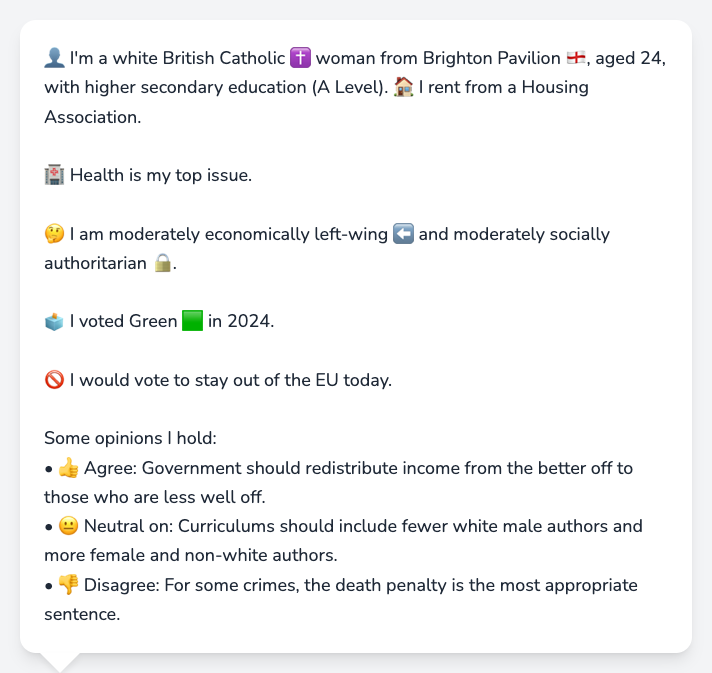 👤 I'm a white British Catholic ✝️ woman from Brighton Pavilion 🏴󠁧󠁢󠁥󠁮󠁧󠁿, aged 24,
with higher secondary education (A Level). 🏠 I rent from a Housing
Association.
🏥 Health is my top issue.
🤔 I am moderately economically left-wing ⬅️ and moderately socially
authoritarian 🔒.
🗳️ I voted Green 🟩 in 2024.
🚫 I would vote to stay out of the EU today.
Some opinions I hold:
• 👍 Agree: Government should redistribute income from the better off to
those who are less well off.
• 😐 Neutral on: Curriculums should include fewer white male authors and
more female and non-white authors.
• 👎 Disagree: For some crimes, the death penalty is the most appropriate
sentence.